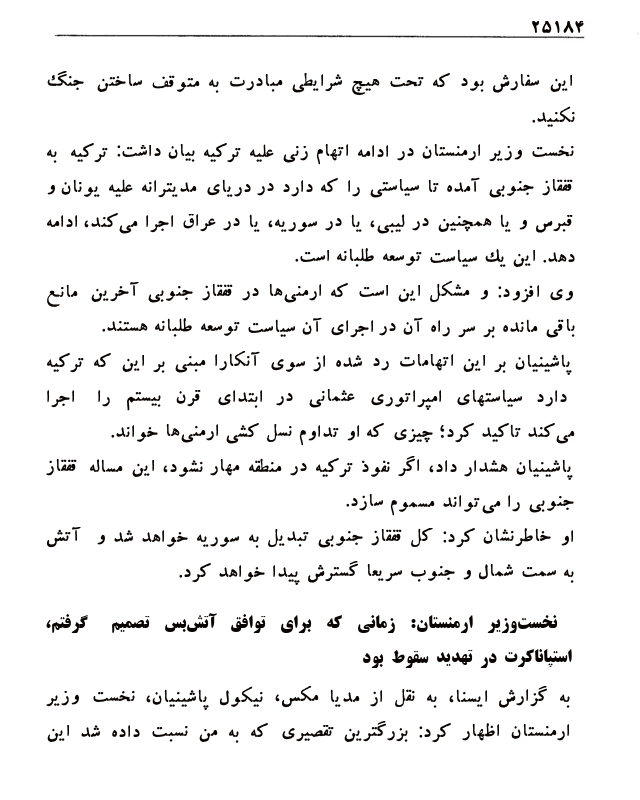 ۲۵۱۸۴
این سفارش بود که تحت هیچ شرایطی مبادرت به متوقف ساختن جنگ
نکنید.
نخست وزیر ارمنستان در ادامه اتهام زنی علیه ترکیه بیان داشت: ترکیه به
قفقاز جنوبی آمده تا سیاستی را که دارد در دریای مدیترانه علیه یونان و
قبرس و یا همچنین در لیبی، یا در سوریه، یا در عراق اجرا می‌کند، ادامه
دهد. این یك سیاست توسعه طلبانه است.
وی افزود: و مشکل این است که ارمنی‌ها در قفقاز جنوبی آخرین مانع
باقی مانده بر سر راه آن در اجرای آن سیاست توسعه طلبانه هستند.
پاشینیان بر این اتهامات رد شده از سوی آنکارا مبنی بر این که ترکیه
دارد سیاستهای امپراتوری عثمانی در ابتدای قرن بیستم را اجرا
می‌کند تاکید کرد؛ چیزی که او تداوم نسل کشی ارمنی‌ها خواند.
پاشینیان هشدار داد، اگر نفوذ ترکیه در منطقه مهار نشود، این مساله قفقاز
جنوبی را می‌تواند مسموم سازد.
او خاطرنشان کرد: کل قفقاز جنوبی تبدیل به سوریه خواهد شد و آتش
به سمت شمال و جنوب سریعا گسترش پیدا خواهد کرد.
نخست‌وزیر ارمنستان: زمانی که برای توافق آتش‌بس تصمیم گرفتم،
استپاناکرت در تهدید سقوط بود
به گزارش ایسنا، به نقل از مدیا مکس، نیکول پاشینیان، نخست وزیر
ارمنستان اظهار کرد: بزرگترین تقصیری که به من نسبت داده شد این